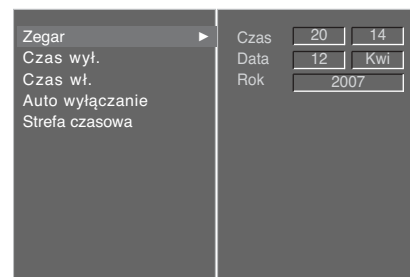 Zegar ►
Czas wył.
Czas wł.
Auto wyłączanie
Strefa czasowa
Czas 20 14
Data 12 Kwi
Rok 2007